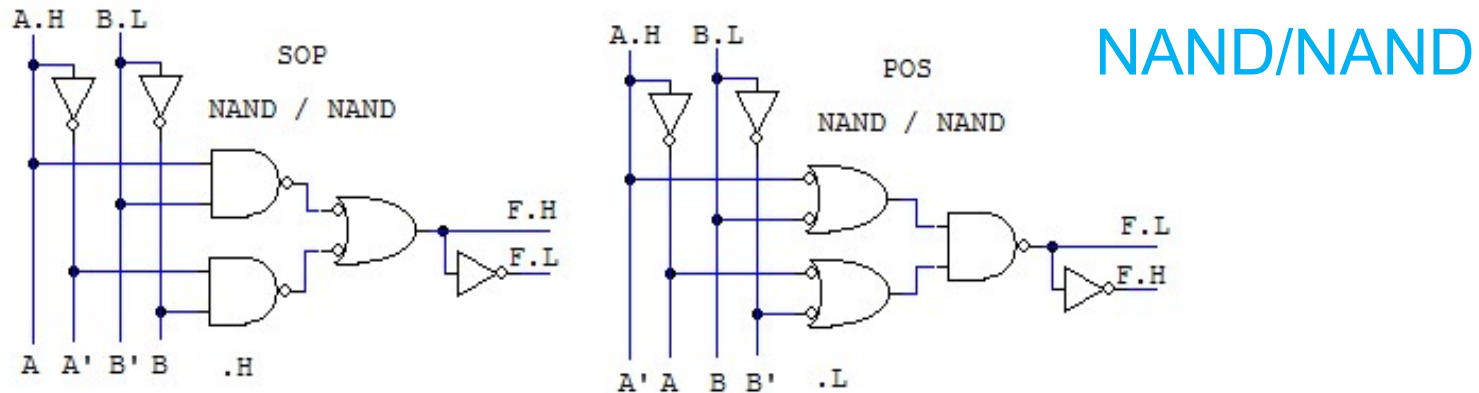 A.H B.L
SOP
NAND / NAND
F.H
F.L
A A' B' B .H
A.H B.L
POS
NAND / NAND
F.L
F.H
A' A B B' .L
NAND/NAND